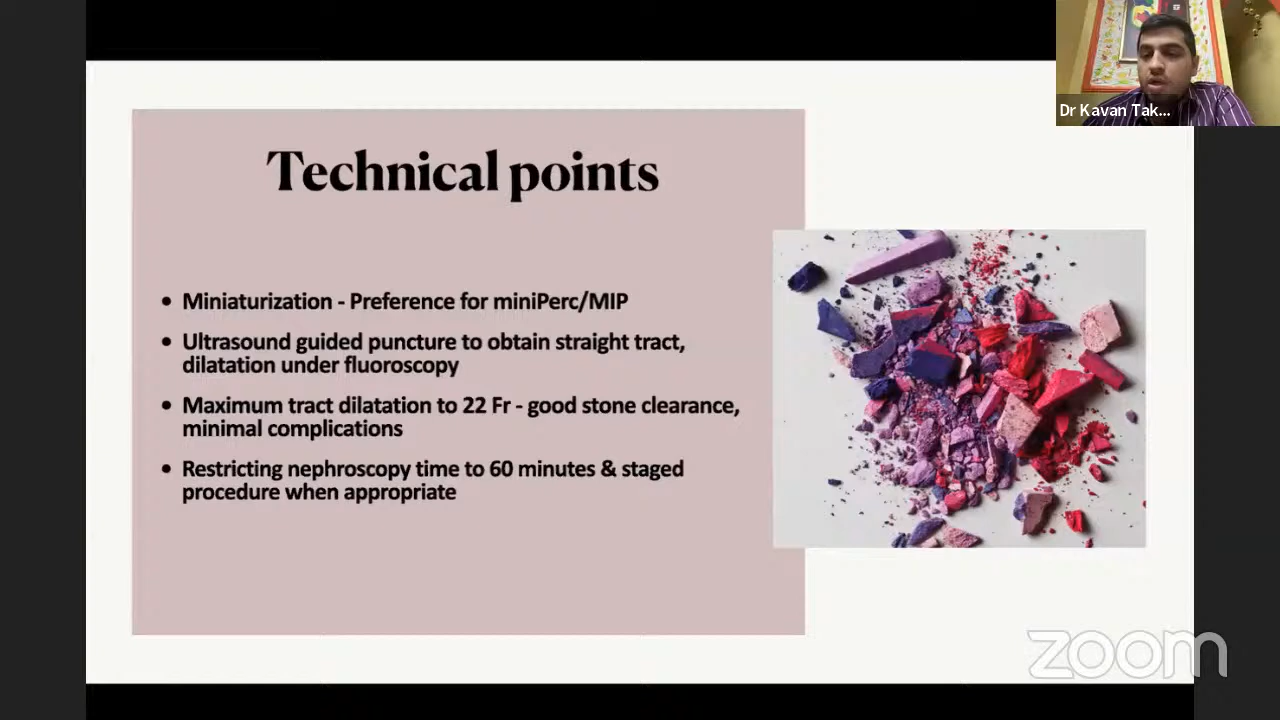 Dr Kavan Tak...
Technical points
• Miniaturization - Preference for miniPerc/MIP
• Ultrasound guided puncture to obtain straight tract,
dilatation under fluoroscopy
• Maximum tract dilatation to 22 Fr - good stone clearance,
minimal complications
• Restricting nephroscopy time to 60 minutes & staged
procedure when appropriate
zoom